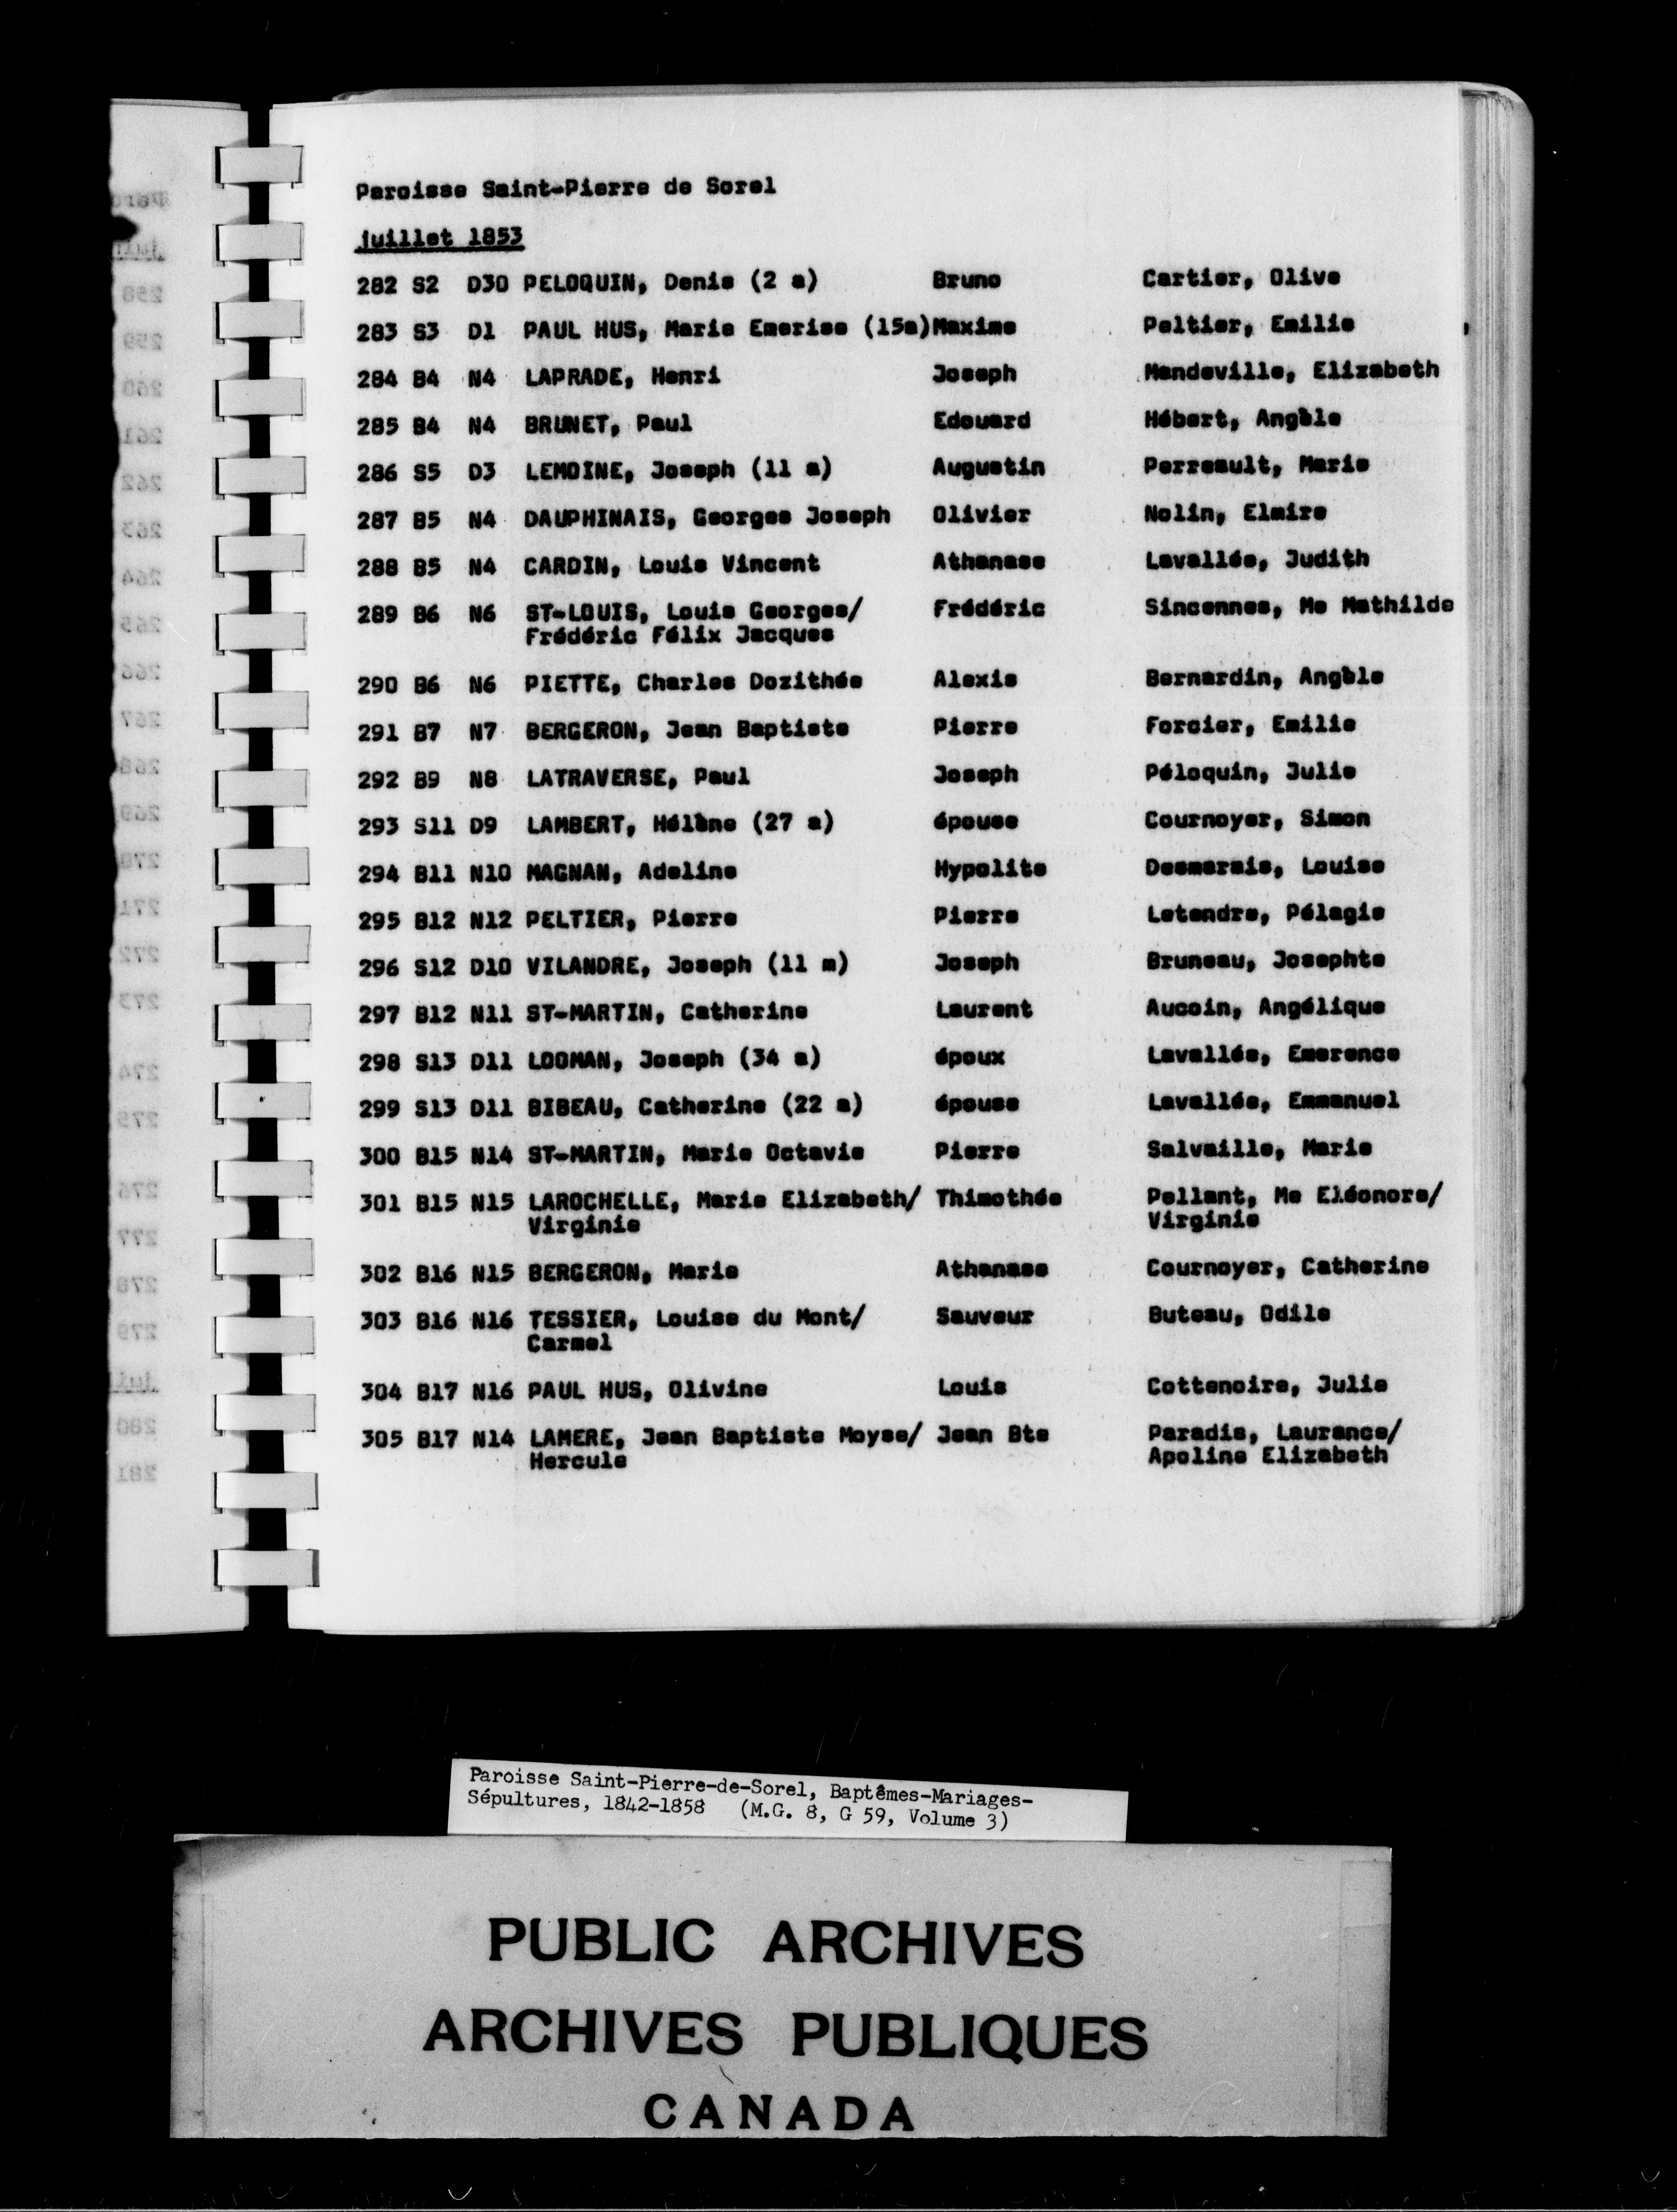 Paroisse Saint-Pierre de Sorel
juillet 1853
282 S2 D30 PELOQUIN, Denis (2 a) Bruno Cartier, Olive
283 S3 D1 PAUL HUS, Marie Emerise (15a) Maxime Peltier, Emilie
284 B4 N4 LAPRADE, Henri Joseph Mandeville, Elizabeth
285 B4 N4 BRUNET, Paul Edouard Hébert, Angèle
286 S5 D3 LEMOINE, Joseph (11 a) Augustin Perreault, Marie
287 B5 N4 DAUPHINAIS, Georges Joseph Olivier Nolin, Elmire
288 B5 N4 CARDIN, Louis Vincent Athanase Lavallée, Judith
289 B6 N6 ST-LOUIS, Louis Georges/ Frédéric Sincennes, Me Mathilde
Frédéric Félix Jacques
290 B6 N6 PIETTE, Charles Dozithée Alexis Bernardin, Angèle
291 B7 N7 BERGERON, Jean Baptiste Pierre Forcier, Emilie
292 B9 N8 LATRAVERSE, Paul Joseph Péloquin, Julie
293 S11 D9 LAMBERT, Hélène (27 a) épouse Cournoyer, Simon
294 B11 N10 MAGNAN, Adeline Hypolite Desmarais, Louise
295 B12 N12 PELTIER, Pierre Pierre Letendre, Pélagie
296 S12 D10 VILANDRE, Joseph (11 m) Joseph Bruneau, Josephte
297 B12 N11 ST-MARTIN, Catherine Laurent Aucoin, Angélique
298 S13 D11 LOOMAN, Joseph (34 a) époux Lavallée, Emerence
299 S13 D11 BIBEAU, Catherine (22 a) épouse Lavallée, Emmanuel
300 B15 N14 ST-MARTIN, Marie Octavie Pierre Salvaille, Marie
301 B15 N15 LAROCHELLE, Marie Elizabeth/ Thimothée Pellant, Me Eléonore/
Virginie Virginie
302 B16 N15 BERGERON, Marie Athanase Cournoyer, Catherine
303 B16 N16 TESSIER, Louise du Mont/ Sauveur Buteau, Odile
Carmel
304 B17 N16 PAUL HUS, Olivine Louis Cottenoire, Julie
305 B17 N14 LAMERE, Jean Baptiste Moyse/ Jean Bte Paradis, Laurance/
Hercule Apoline Elizabeth
Paroisse Saint-Pierre-de-Sorel, Baptêmes-Mariages-
Sépultures, 1842-1858 (M.G. 8, G 59, Volume 3)
PUBLIC ARCHIVES
ARCHIVES PUBLIQUES
CANADA